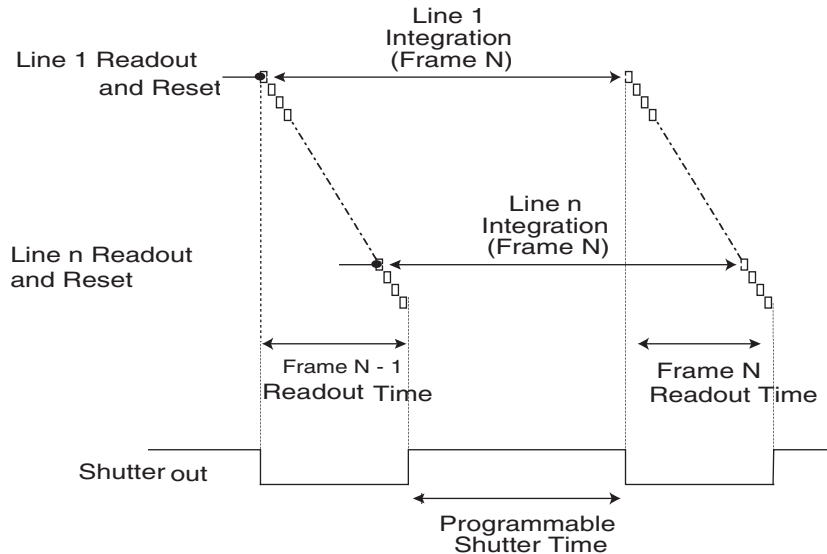 Line 1
Integration
(Frame N)
Line 1 Readout
and Reset
Line n
Integration
(Frame N)
Line n Readout
and Reset
Frame N - 1
Readout Time
Frame N
Readout Time
Shutter out
Programmable
Shutter Time